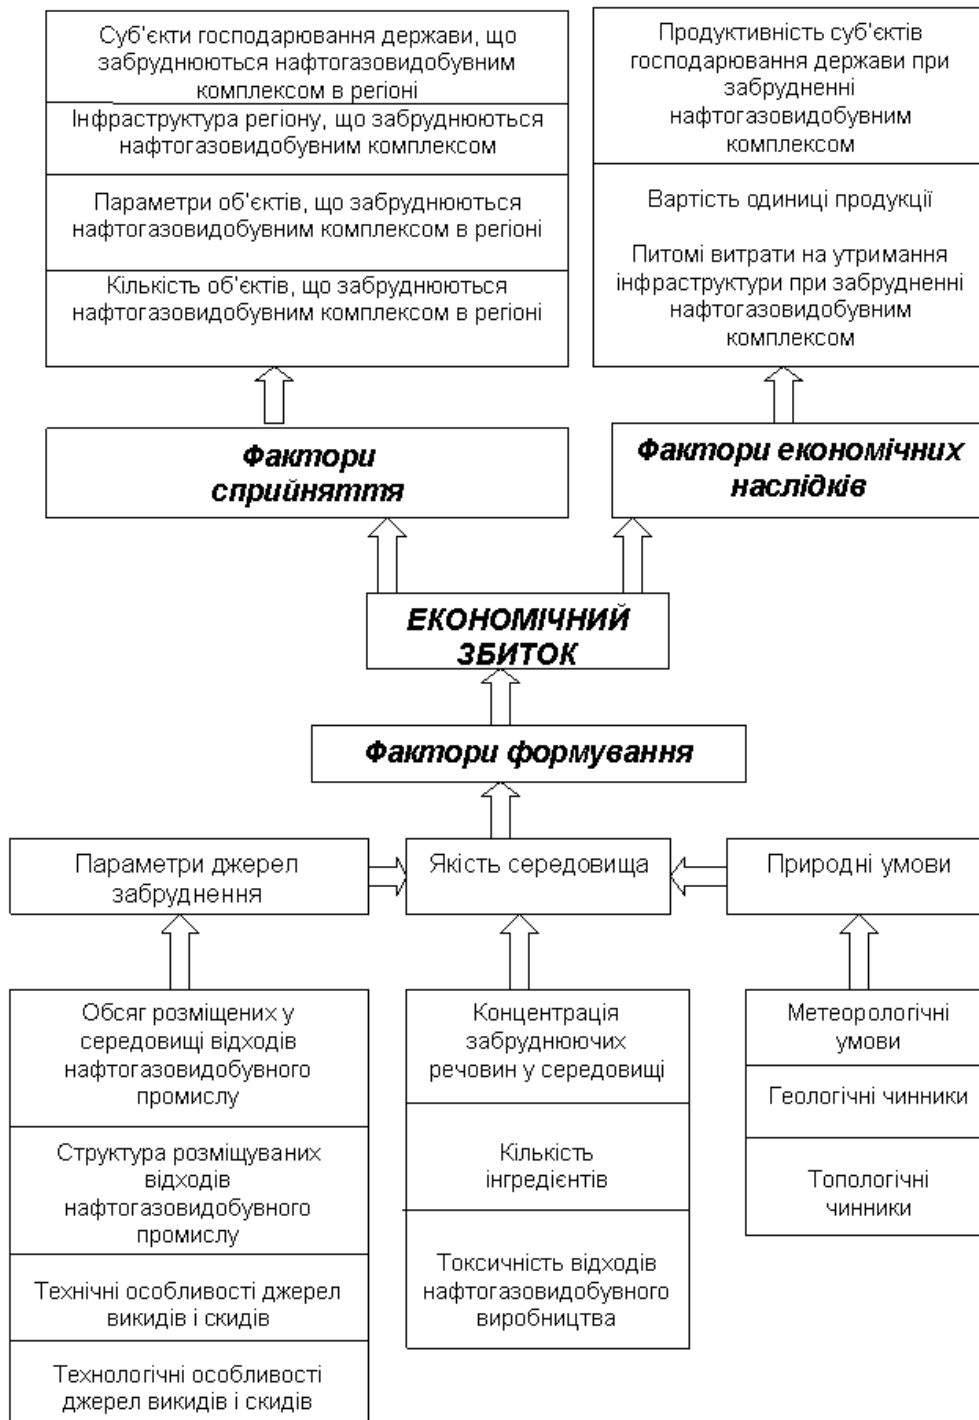 Суб’єкти господарювання держави, що
забруднюються нафтогазовидобувним
комплексом в регіоні
Інфраструктура регіону, що забруднюються
нафтогазовидобувним комплексом
Параметри об’єктів, що забруднюються
нафтогазовидобувним комплексом в регіоні
Кількість об’єктів, що забруднюються
нафтогазовидобувним комплексом в регіоні
Продуктивність суб’єктів
господарювання держави при
забрудненні
нафтогазовидобувним
комплексом
Вартість одиниці продукції
Питомі витрати на утримання
інфраструктури при забрудненні
нафтогазовидобувним
комплексом
Фактори
сприйняття
Фактори економічних
наслідків
ЕКОНОМІЧНИЙ
ЗБИТОК
Фактори формування
Параметри джерел
забруднення
Якість середовища
Природні умови
Обсяг розміщених у
середовищі відходів
нафтогазовидобувного
промислу
Структура розміщуваних
відходів
нафтогазовидобувного
промислу
Технічні особливості джерел
викидів і скидів
Технологічні особливості
джерел викидів і скидів
Концентрація
забруднюючих
речовин у середовищі
Кількість
інгредієнтів
Токсичність відходів
нафтогазовидобувного
виробництва
Метеорологічні
умови
Геологічні чинники
Топологічні
чинники